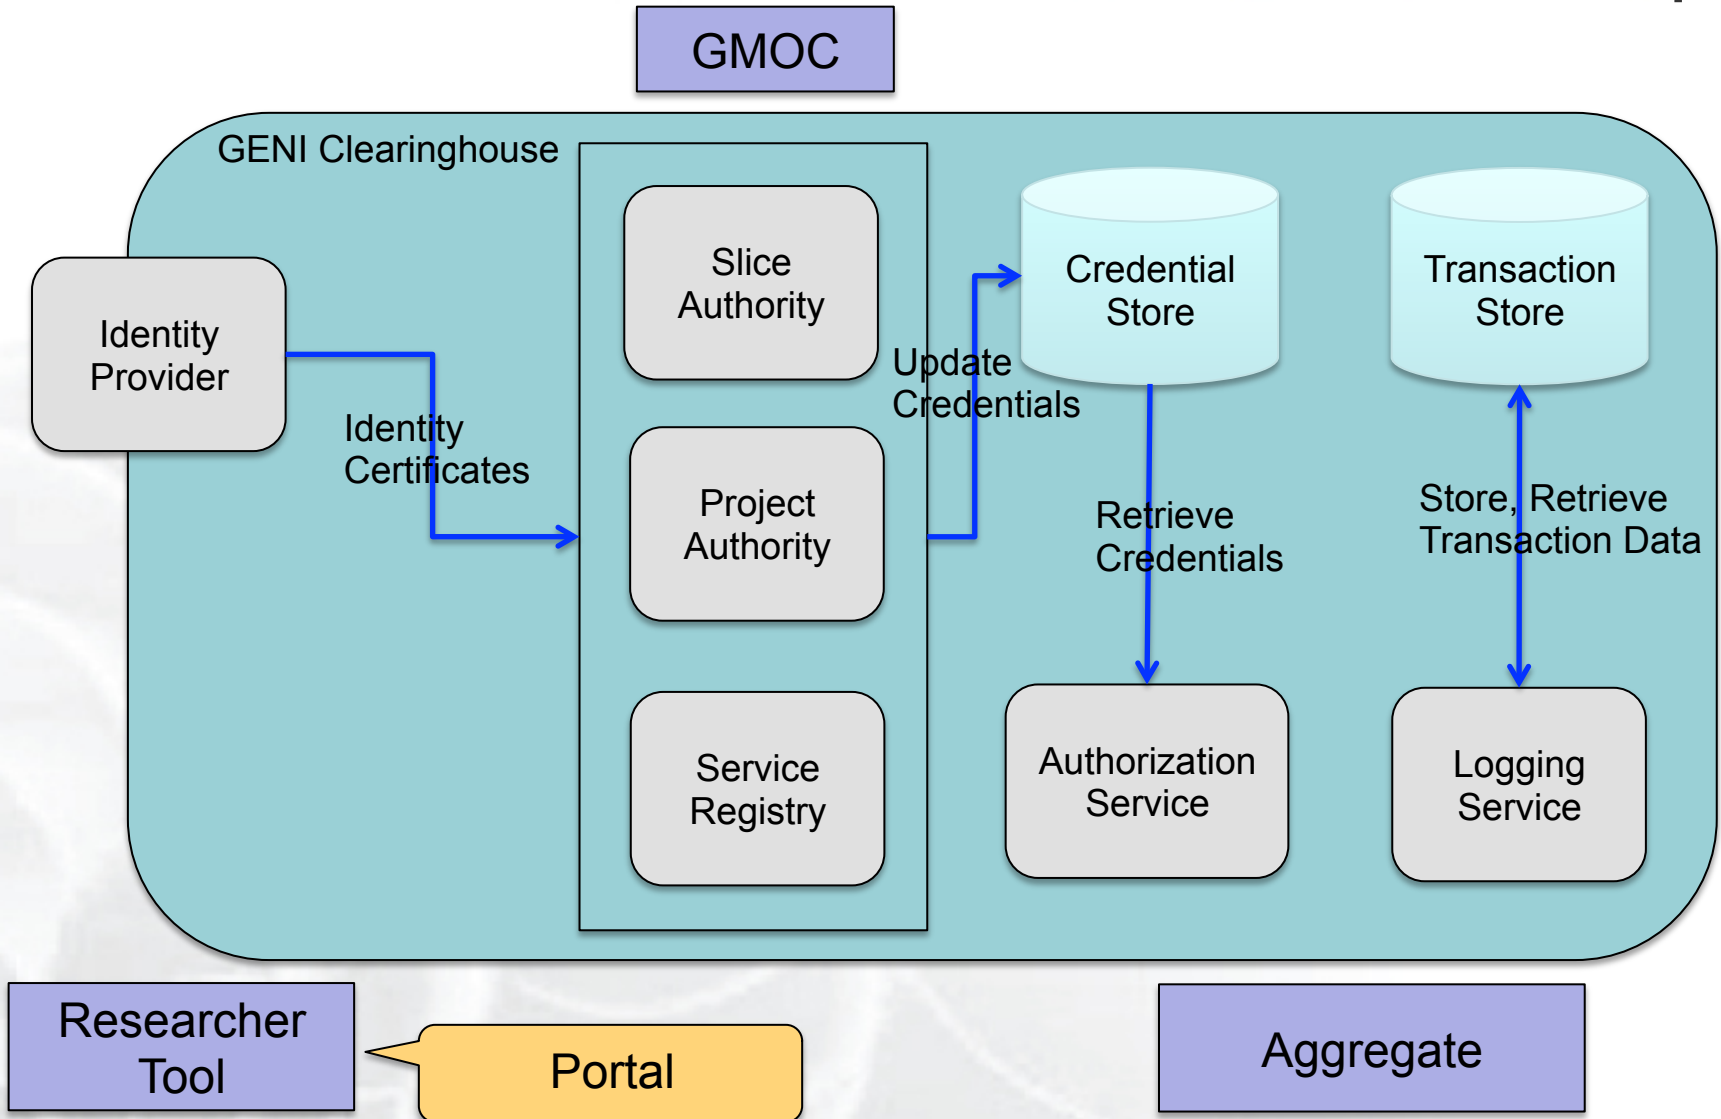 GMOC
GENI Clearinghouse
Slice
Authority
Credential
Store
Transaction
Store
Identity
Provider
Update
Credentials
Identity
Certificates
Project
Authority
Retrieve
Credentials
Store, Retrieve
Transaction Data
Service
Registry
Authorization
Service
Logging
Service
Researcher
Tool
Portal
Aggregate